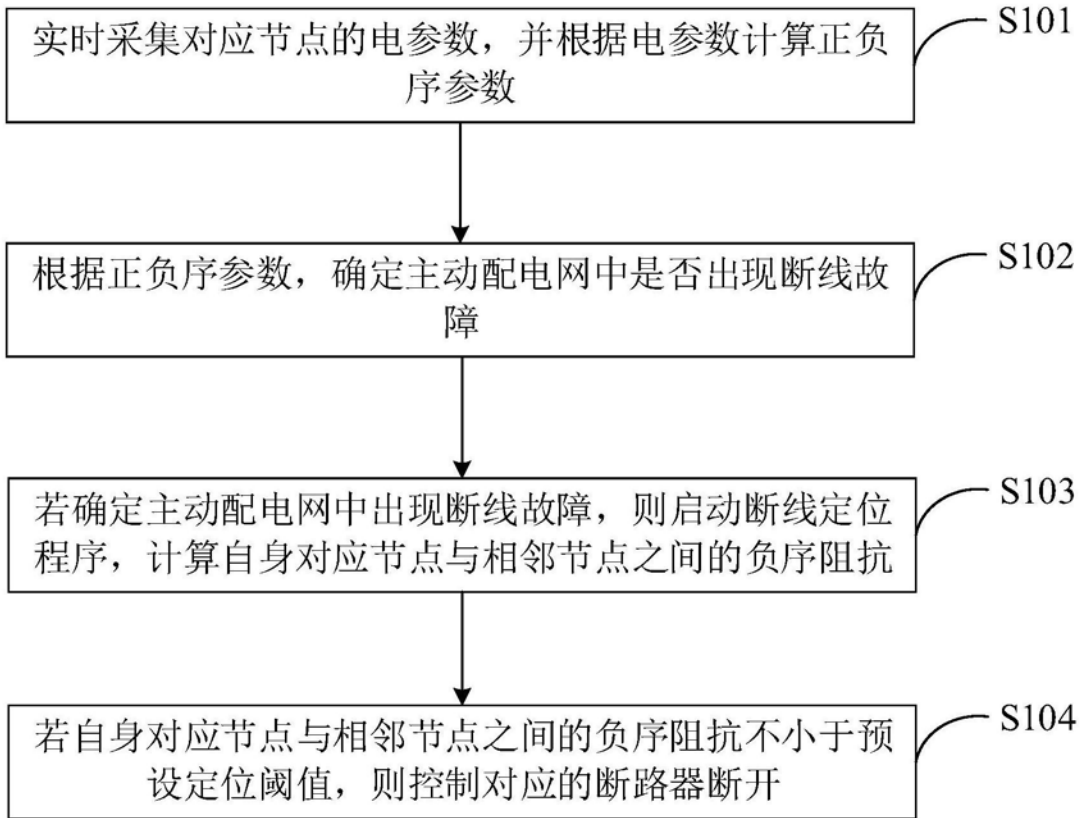 实时采集对应节点的电参数，并根据电参数计算正负
序参数
S101
根据正负序参数，确定主动配电网中是否出现断线故
障
S102
若确定主动配电网中出现断线故障，则启动断线定位
程序，计算自身对应节点与相邻节点之间的负序阻抗
S103
若自身对应节点与相邻节点之间的负序阻抗不小于预
设定位阈值，则控制对应的断路器断开
S104